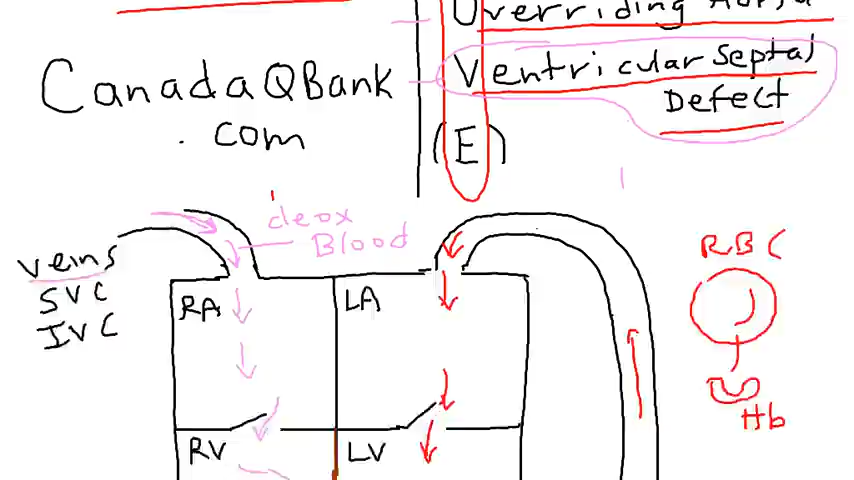 Overriding Aorta
Ventricular Septal
Defect
(E)
CanadaQBank
.com
deox
Blood
veins
SVC
IVC
RA
LA
RBC
Hb
RV
LV